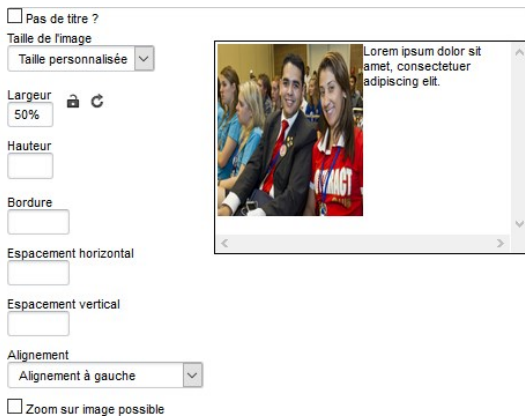 Pas de titre ?
Taille de l'image
Taille personnalisée
Largeur
50%
Hauteur
Bordure
Espacement horizontal
Espacement vertical
Alignement
Alignement à gauche
Zoom sur image possible
Lorem ipsum dolor sit
amet, consectetuer
adipiscing elit.